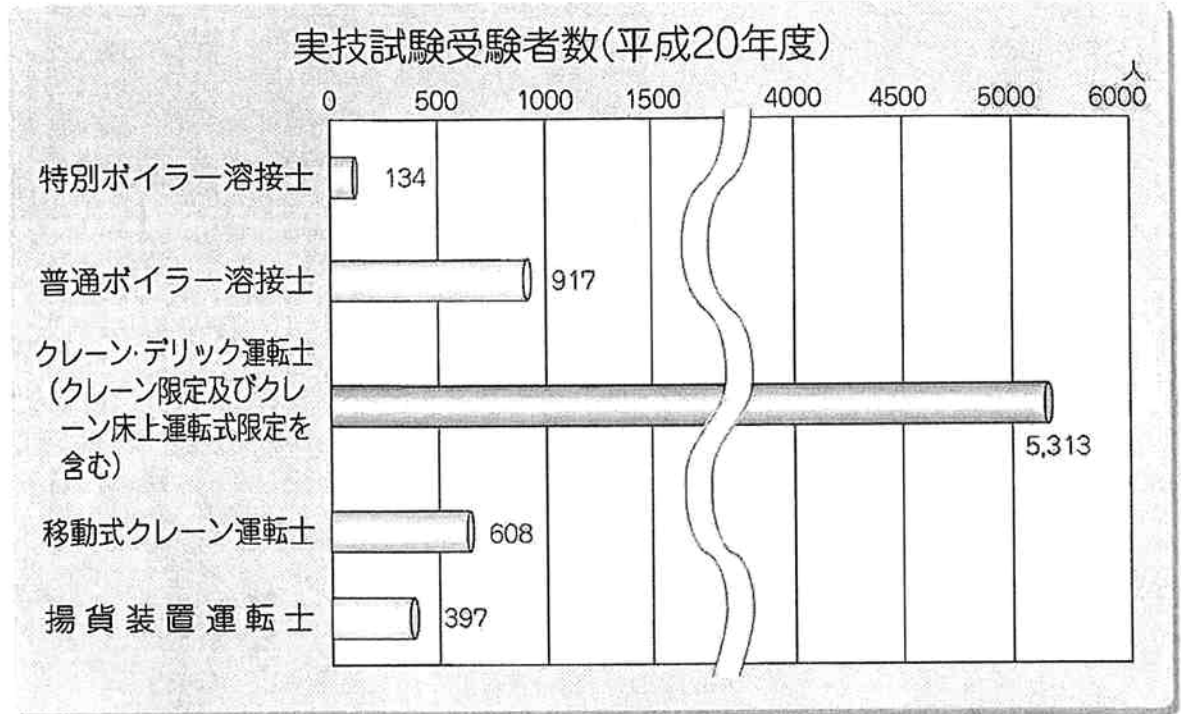 実技試験受験者数(平成20年度)
人
0 500 1000 1500 4000 4500 5000 6000
特別ボイラー溶接士 134
普通ボイラー溶接士 917
クレーン・デリック運転士
(クレーン限定及びクレ
ーン床上運転式限定を
含む)
5,313
移動式クレーン運転士 608
揚貨装置運転士 397